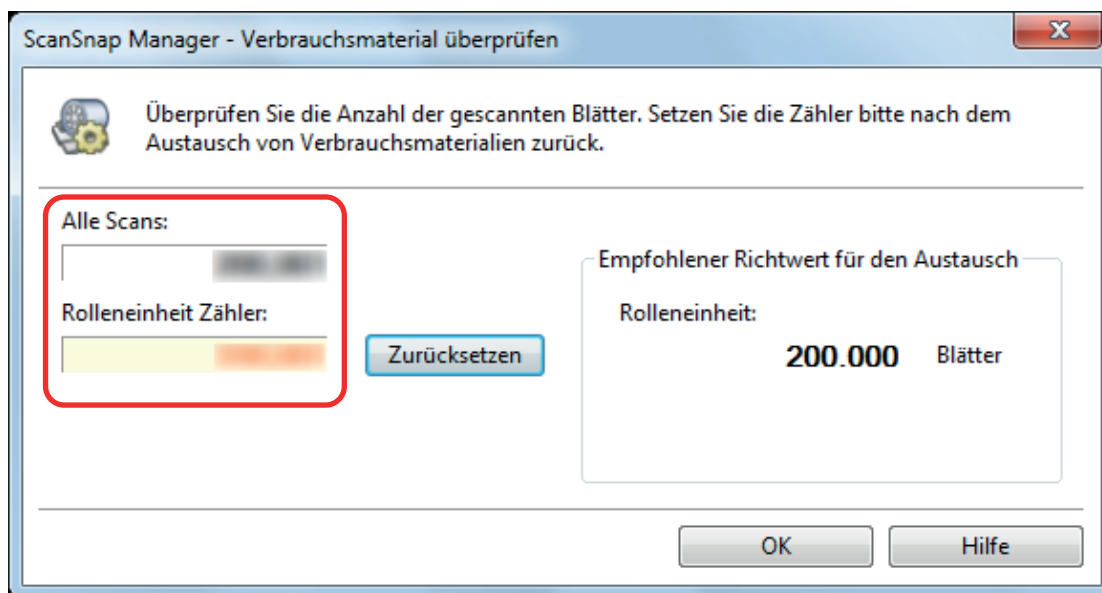 ScanSnap Manager - Verbrauchsmaterial überprüfen
Überprüfen Sie die Anzahl der gescannten Blätter. Setzen Sie die Zähler bitte nach dem
Austausch von Verbrauchsmaterialien zurück.
Alle Scans:
Rolleneinheit Zähler:
Zurücksetzen
Empfohlener Richtwert für den Austausch
Rolleneinheit:
200.000 Blätter
OK
Hilfe